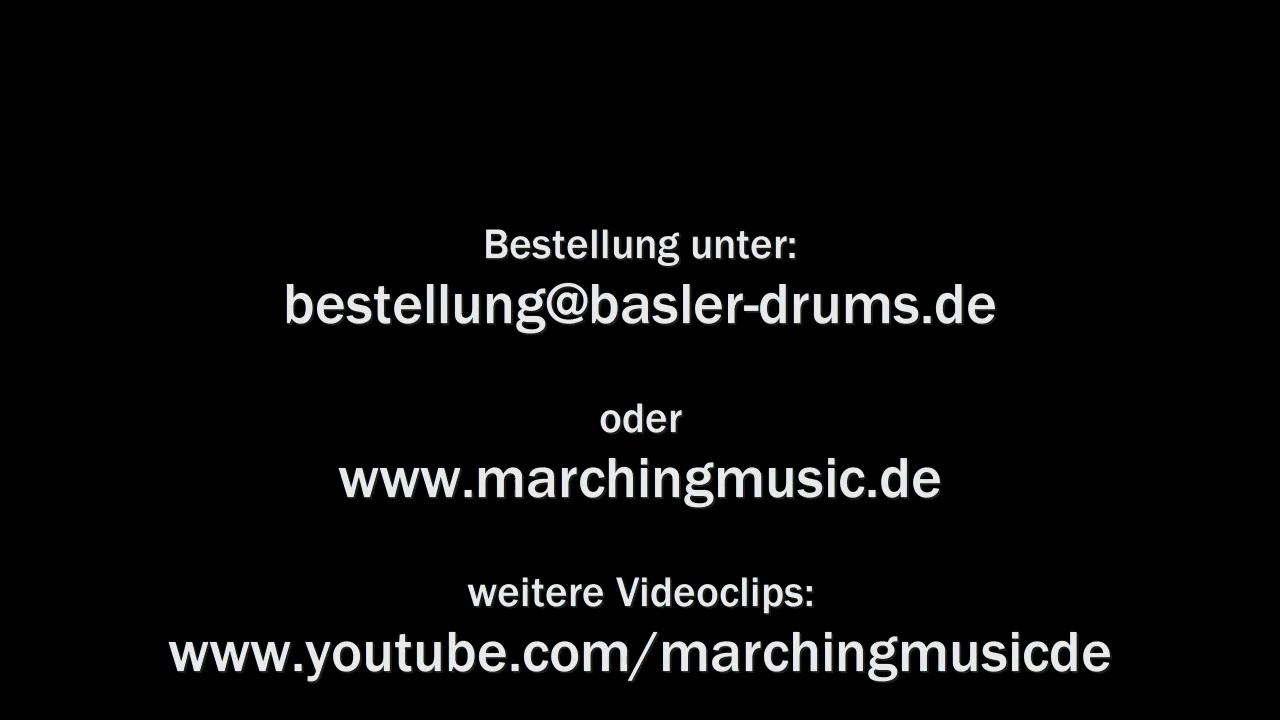 Bestellung unter:
bestellung@basler-drums.de
oder
www.marchingmusic.de
weitere Videoclips:
www.youtube.com/marchingmusicde